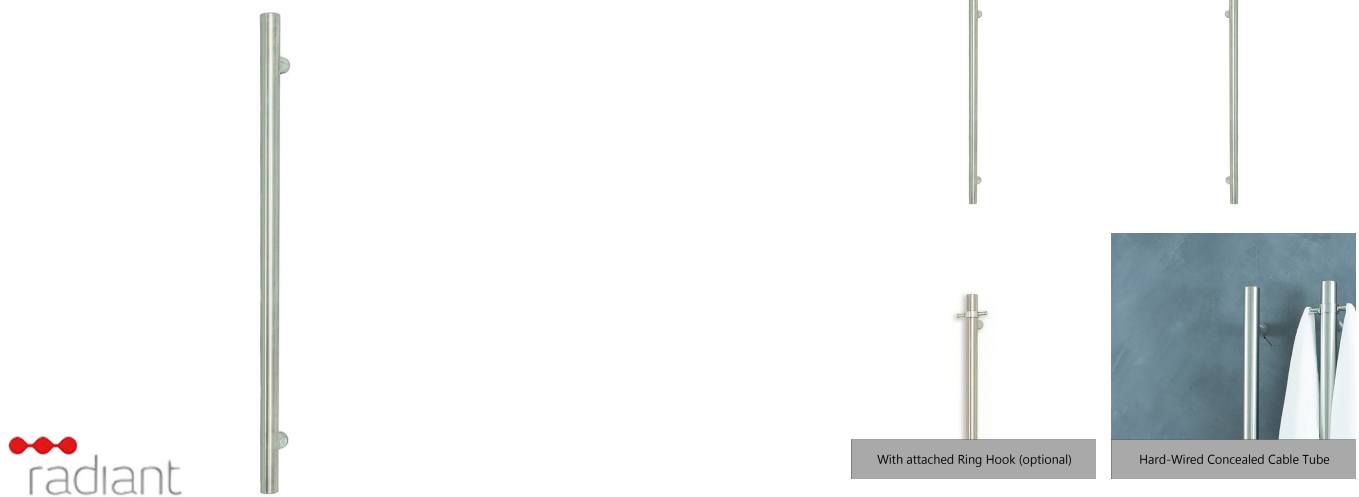 radiant
With attached Ring Hook (optional)
Hard-Wired Concealed Cable Tube